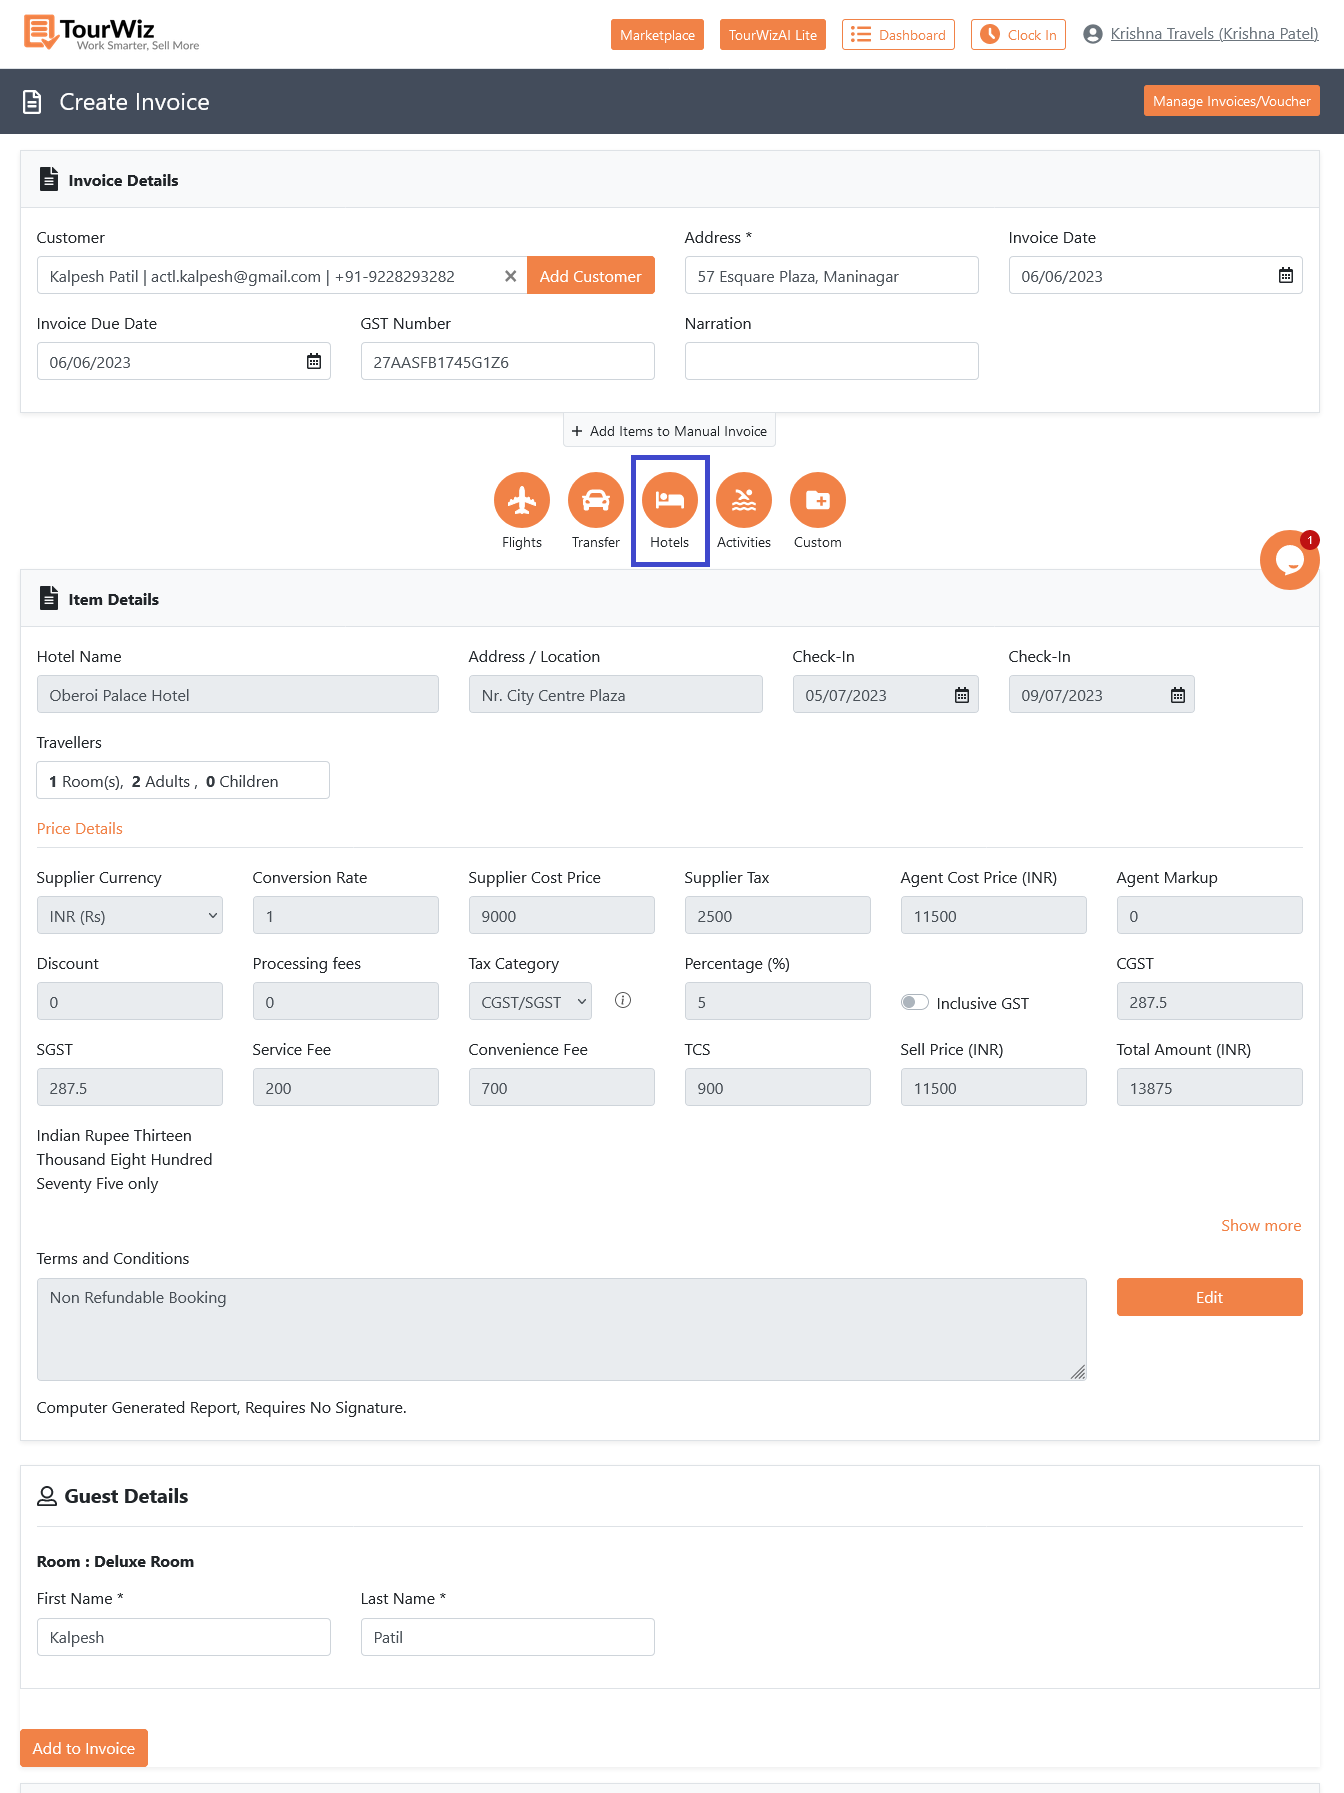 TourWiz
Work Smarter, Sell More
Marketplace
TourWizAI Lite
Dashboard
Clock In
Krishna Travels (Krishna Patel)
Create Invoice
Manage Invoices/Voucher
Invoice Details
Customer
Address *
Invoice Date
Kalpesh Patil | actl.kalpesh@gmail.com | +91-9228293282
Add Customer
57 Esquare Plaza, Maninagar
06/06/2023
Invoice Due Date
GST Number
Narration
06/06/2023
27AASFB1745G1Z6
Add Items to Manual Invoice
Flights
Transfer
Hotels
Activities
Custom
1
Item Details
Hotel Name
Address / Location
Check-In
Check-In
Oberoi Palace Hotel
Nr. City Centre Plaza
05/07/2023
09/07/2023
Travellers
1 Room(s), 2 Adults , 0 Children
Price Details
Supplier Currency
Conversion Rate
Supplier Cost Price
Supplier Tax
Agent Cost Price (INR)
Agent Markup
INR (Rs)
1
9000
2500
11500
0
Discount
Processing fees
Tax Category
Percentage (%)
CGST
0
0
CGST/SGST
5
Inclusive GST
287.5
SGST
Service Fee
Convenience Fee
TCS
Sell Price (INR)
Total Amount (INR)
287.5
200
700
900
11500
13875
Indian Rupee Thirteen
Thousand Eight Hundred
Seventy Five only
Show more
Terms and Conditions
Non Refundable Booking
Edit
Computer Generated Report, Requires No Signature.
Guest Details
Room : Deluxe Room
First Name *
Last Name *
Kalpesh
Patil
Add to Invoice